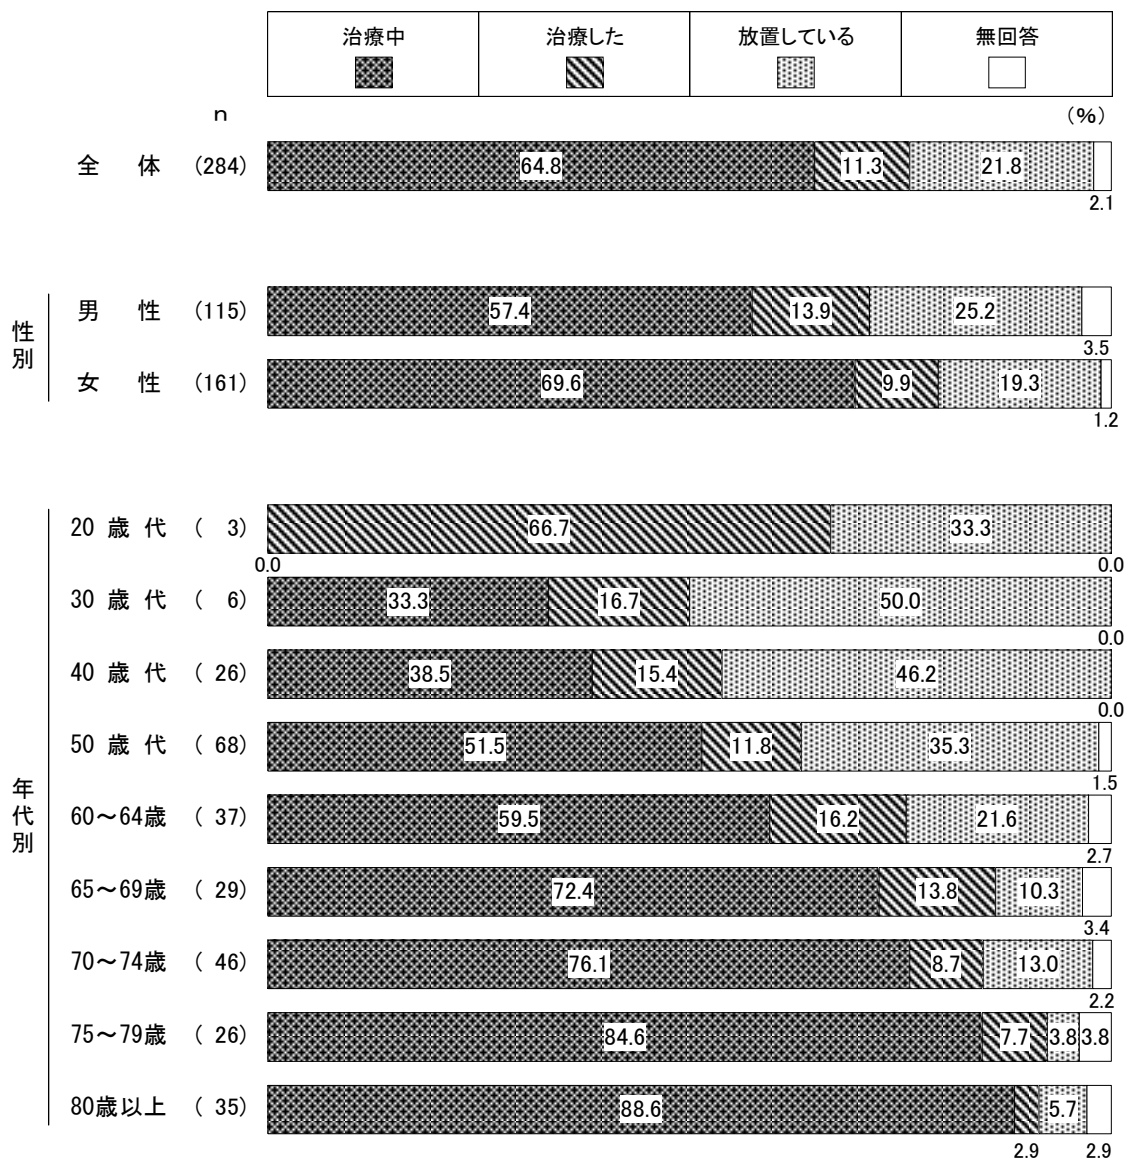 治療中 治療した 放置している 無回答
ｎ (%)
全 体 (284) 64.8 11.3 21.8
2.1
男 性 (115) 57.4 13.9 25.2
3.5
性別
女 性 (161) 69.6 9.9 19.3
1.2
20 歳 代 ( 3) 66.7 33.3
0.0 0.0
30 歳 代 ( 6) 33.3 16.7 50.0
0.0
40 歳 代 ( 26) 38.5 15.4 46.2
0.0
50 歳 代 ( 68) 51.5 11.8 35.3
1.5
年代別
60～64歳 ( 37) 59.5 16.2 21.6
2.7
65～69歳 ( 29) 72.4 13.8 10.3
3.4
70～74歳 ( 46) 76.1 8.7 13.0
2.2
75～79歳 ( 26) 84.6 7.7 3.8 3.8
80歳以上 ( 35) 88.6 5.7
2.9 2.9